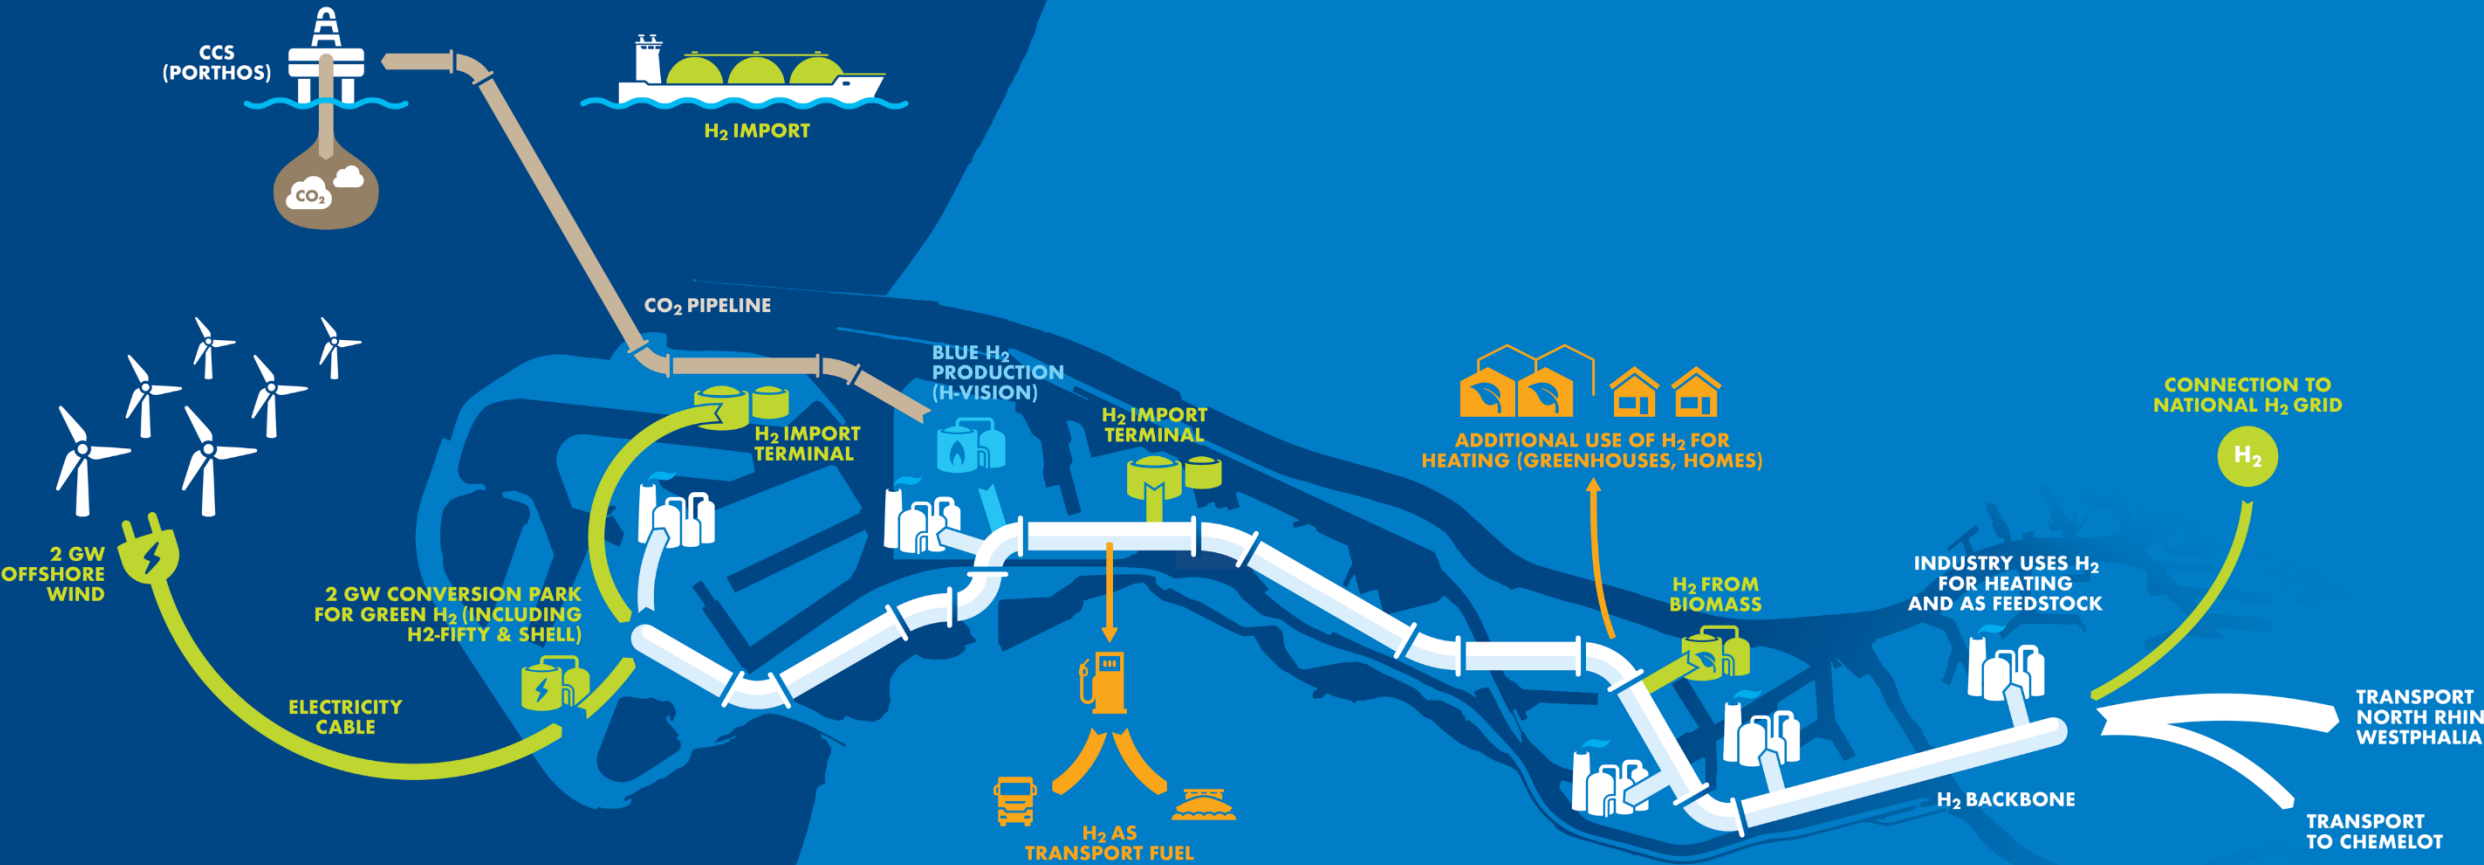 CCS
(PORTHOS)
CO₂
H₂ IMPORT
CO₂ PIPELINE
BLUE H₂
PRODUCTION
(H-VISION)
H₂ IMPORT
TERMINAL
H₂ IMPORT
TERMINAL
ADDITIONAL USE OF H₂ FOR
HEATING (GREENHOUSES, HOMES)
CONNECTION TO
NATIONAL H₂ GRID
H₂
2 GW
OFFSHORE
WIND
2 GW CONVERSION PARK
FOR GREEN H₂ (INCLUDING
H2-FIFTY & SHELL)
ELECTRICITY
CABLE
H₂ FROM
BIOMASS
INDUSTRY USES H₂
FOR HEATING
AND AS FEEDSTOCK
TRANSPORT
NORTH RHIN
WESTPHALIA
H₂ BACKBONE
TRANSPORT
TO CHEMELOT
H₂ AS
TRANSPORT FUEL